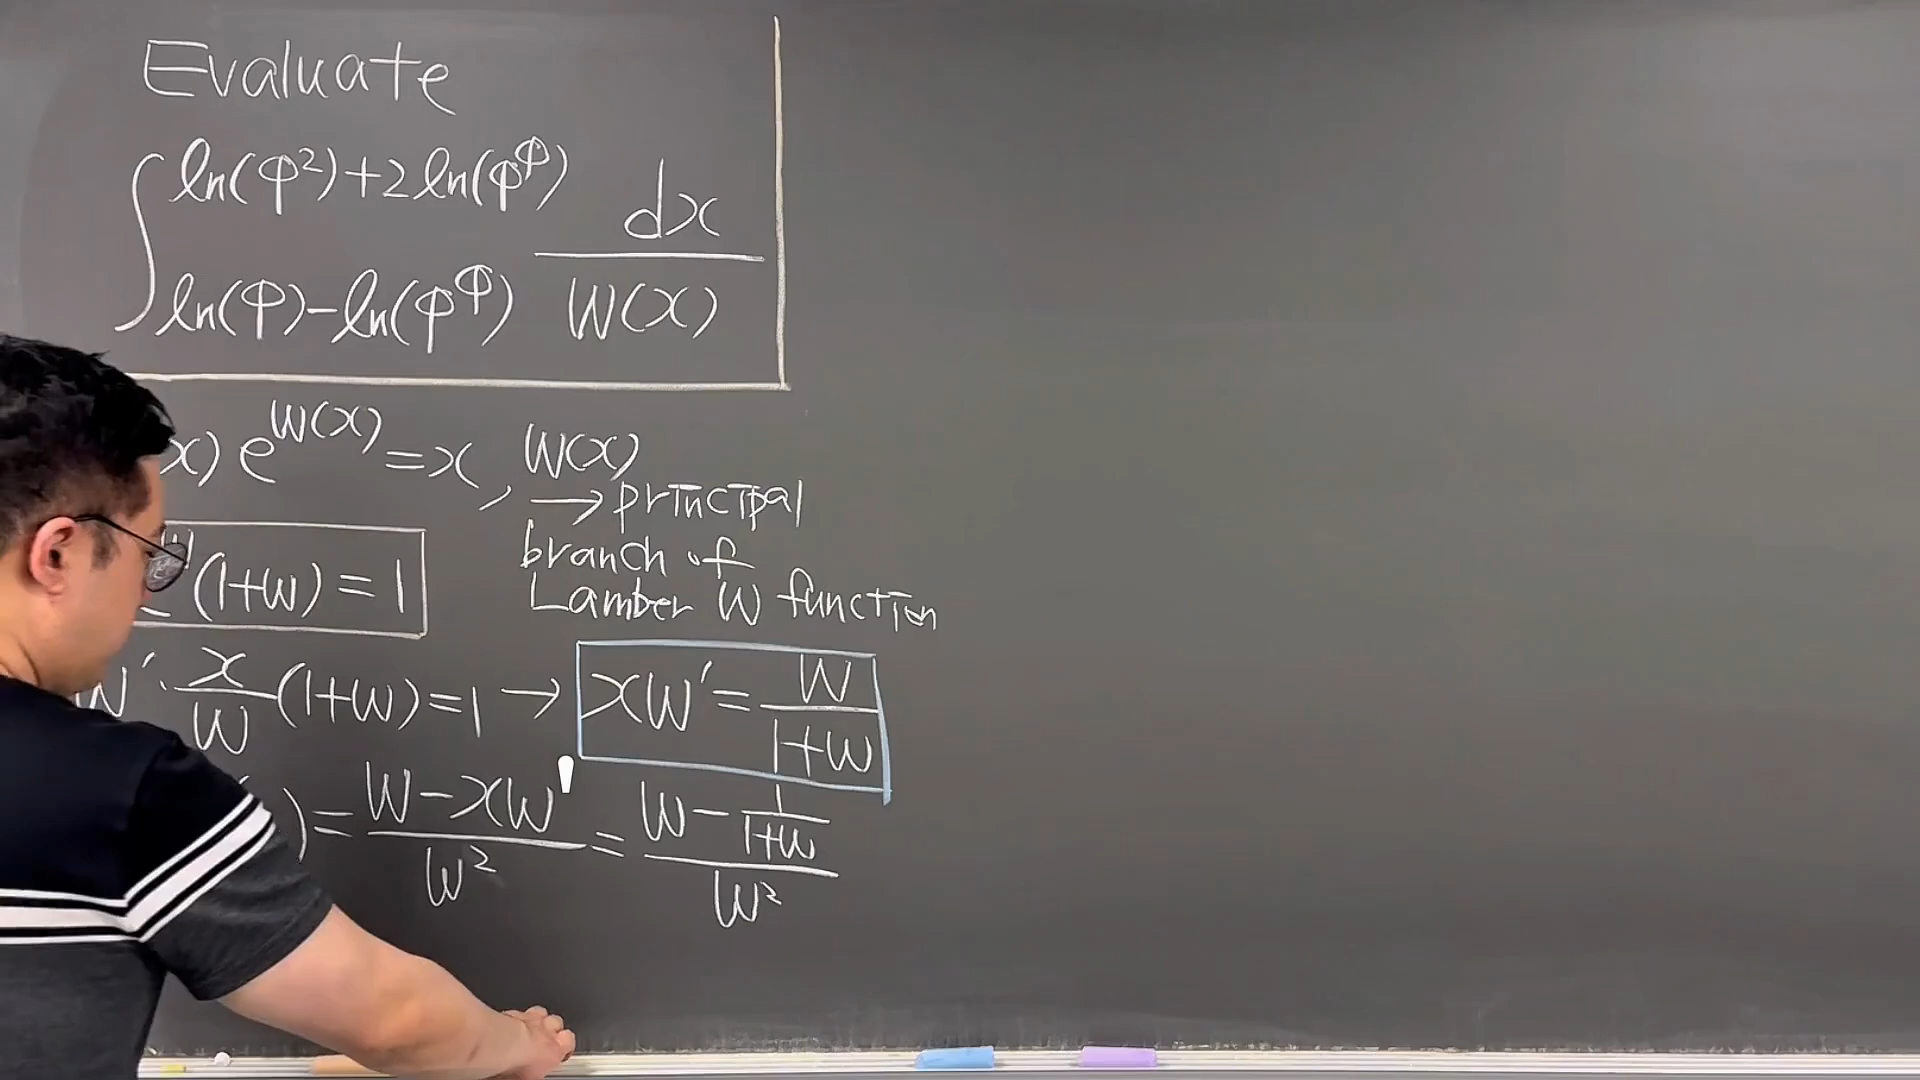 Evaluate
∫_{ln(φ)-ln(φ^φ)}^{ln(φ²)+2ln(φ^φ)} dx/W(x)
x) e^{W(x)} = x, W(x)
→ principal
branch of
Lamber W function
(1+W) = 1
W'·x/W (1+W) = 1 → xW' = W/(1+W)
) = (W-xW')/W² = (W-1/(1+W))/W²